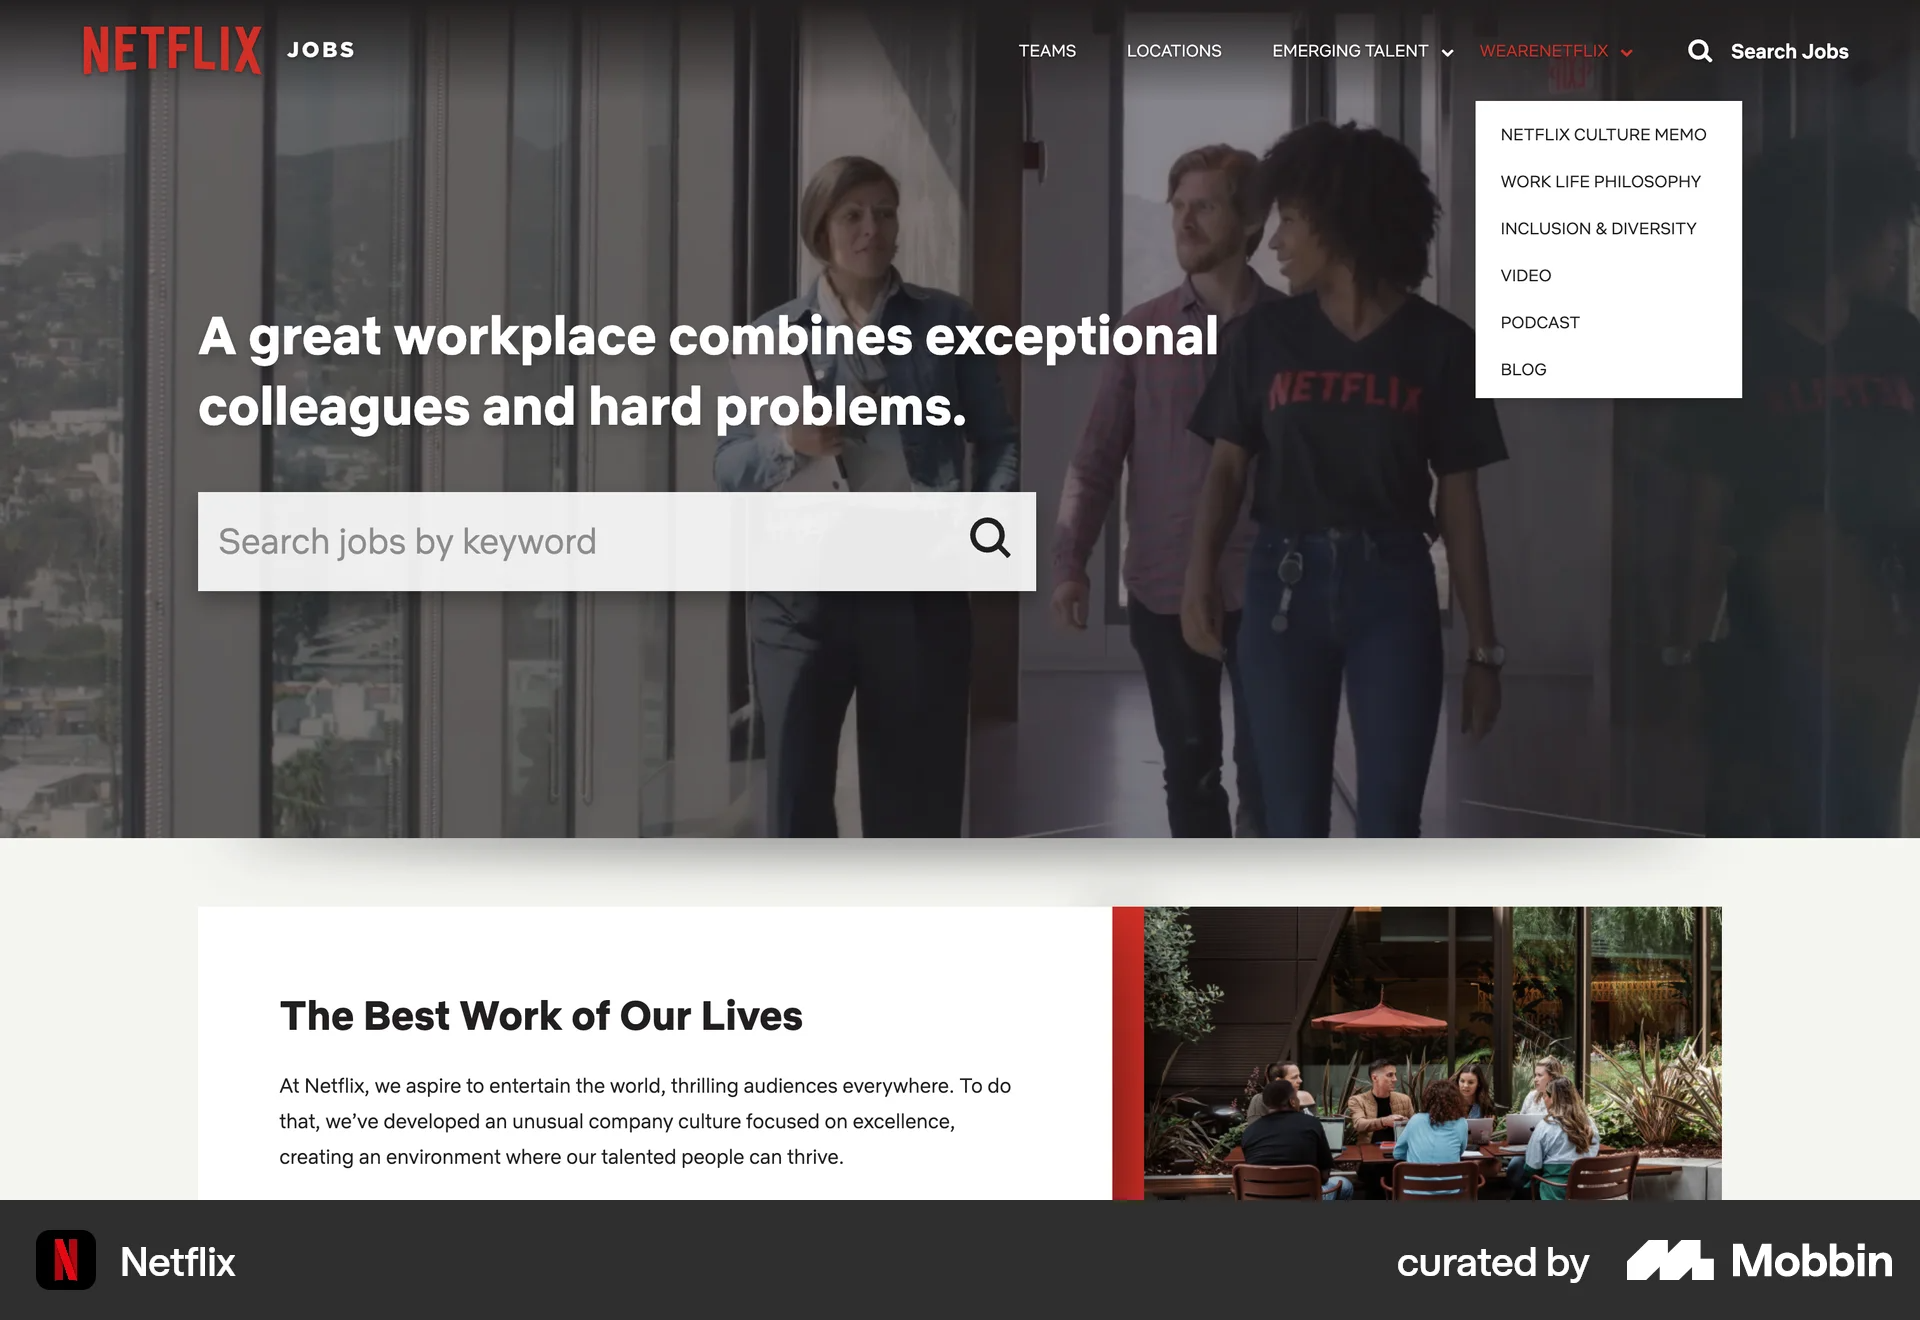 NETFLIX JOBS
TEAMS LOCATIONS EMERGING TALENT WEARENETFLIX Search Jobs
NETFLIX CULTURE MEMO
WORK LIFE PHILOSOPHY
INCLUSION & DIVERSITY
VIDEO
PODCAST
BLOG
A great workplace combines exceptional
colleagues and hard problems.
NETFLIX
Search jobs by keyword
The Best Work of Our Lives
At Netflix, we aspire to entertain the world, thrilling audiences everywhere. To do
that, we’ve developed an unusual company culture focused on excellence,
creating an environment where our talented people can thrive.
N Netflix
curated by Mobbin